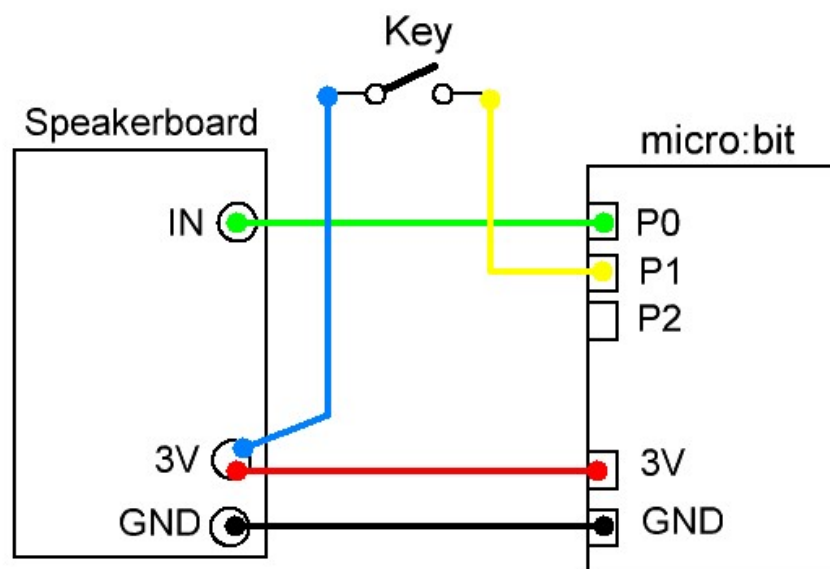 Key
Speakerboard
micro:bit
IN
P0
P1
P2
3V
3V
GND
GND